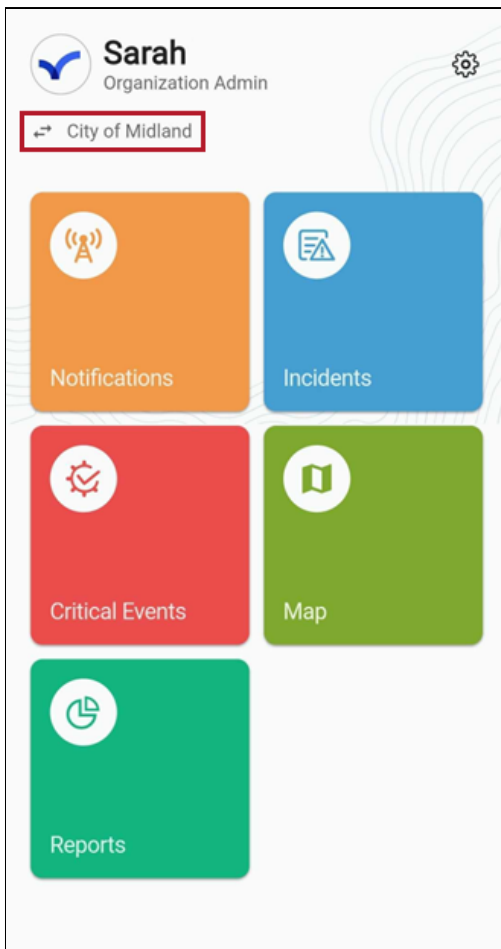 Sarah
Organization Admin
City of Midland
Notifications
Incidents
Critical Events
Map
Reports